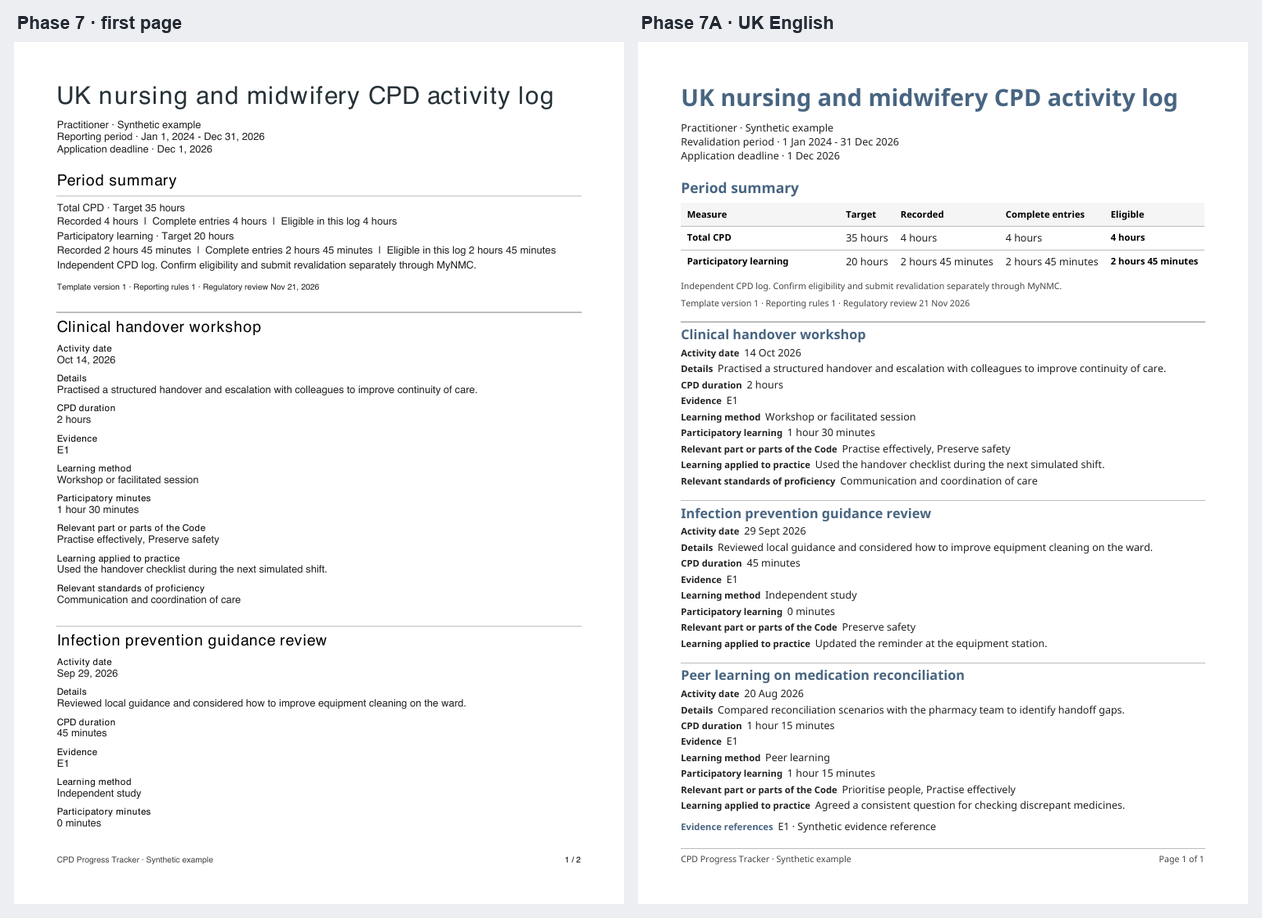 Phase 7 · first page
UK nursing and midwifery CPD activity log
Practitioner · Synthetic example
Reporting period · Jan 1, 2024 - Dec 31, 2026
Application deadline · Dec 1, 2026
Period summary
Total CPD · Target 35 hours
Recorded 4 hours | Complete entries 4 hours | Eligible in this log 4 hours
Participatory learning · Target 20 hours
Recorded 2 hours 45 minutes | Complete entries 2 hours 45 minutes | Eligible in this log 2 hours 45 minutes
Independent CPD log. Confirm eligibility and submit revalidation separately through MyNMC.
Template version 1 · Reporting rules 1 · Regulatory review Nov 21, 2026
Clinical handover workshop
Activity date
Oct 14, 2026
Details
Practised a structured handover and escalation with colleagues to improve continuity of care.
CPD duration
2 hours
Evidence
E1
Learning method
Workshop or facilitated session
Participatory minutes
1 hour 30 minutes
Relevant part or parts of the Code
Practise effectively, Preserve safety
Learning applied to practice
Used the handover checklist during the next simulated shift.
Relevant standards of proficiency
Communication and coordination of care
Infection prevention guidance review
Activity date
Sep 29, 2026
Details
Reviewed local guidance and considered how to improve equipment cleaning on the ward.
CPD duration
45 minutes
Evidence
E1
Learning method
Independent study
Participatory minutes
0 minutes
CPD Progress Tracker · Synthetic example 1 / 2
Phase 7A · UK English
UK nursing and midwifery CPD activity log
Practitioner · Synthetic example
Revalidation period · 1 Jan 2024 - 31 Dec 2026
Application deadline · 1 Dec 2026
Period summary
Measure Target Recorded Complete entries Eligible
Total CPD 35 hours 4 hours 4 hours 4 hours
Participatory learning 20 hours 2 hours 45 minutes 2 hours 45 minutes 2 hours 45 minutes
Independent CPD log. Confirm eligibility and submit revalidation separately through MyNMC.
Template version 1 · Reporting rules 1 · Regulatory review 21 Nov 2026
Clinical handover workshop
Activity date 14 Oct 2026
Details Practised a structured handover and escalation with colleagues to improve continuity of care.
CPD duration 2 hours
Evidence E1
Learning method Workshop or facilitated session
Participatory learning 1 hour 30 minutes
Relevant part or parts of the Code Practise effectively, Preserve safety
Learning applied to practice Used the handover checklist during the next simulated shift.
Relevant standards of proficiency Communication and coordination of care
Infection prevention guidance review
Activity date 29 Sept 2026
Details Reviewed local guidance and considered how to improve equipment cleaning on the ward.
CPD duration 45 minutes
Evidence E1
Learning method Independent study
Participatory learning 0 minutes
Relevant part or parts of the Code Preserve safety
Learning applied to practice Updated the reminder at the equipment station.
Peer learning on medication reconciliation
Activity date 20 Aug 2026
Details Compared reconciliation scenarios with the pharmacy team to identify handoff gaps.
CPD duration 1 hour 15 minutes
Evidence E1
Learning method Peer learning
Participatory learning 1 hour 15 minutes
Relevant part or parts of the Code Prioritise people, Practise effectively
Learning applied to practice Agreed a consistent question for checking discrepant medicines.
Evidence references E1 · Synthetic evidence reference
CPD Progress Tracker · Synthetic example Page 1 of 1